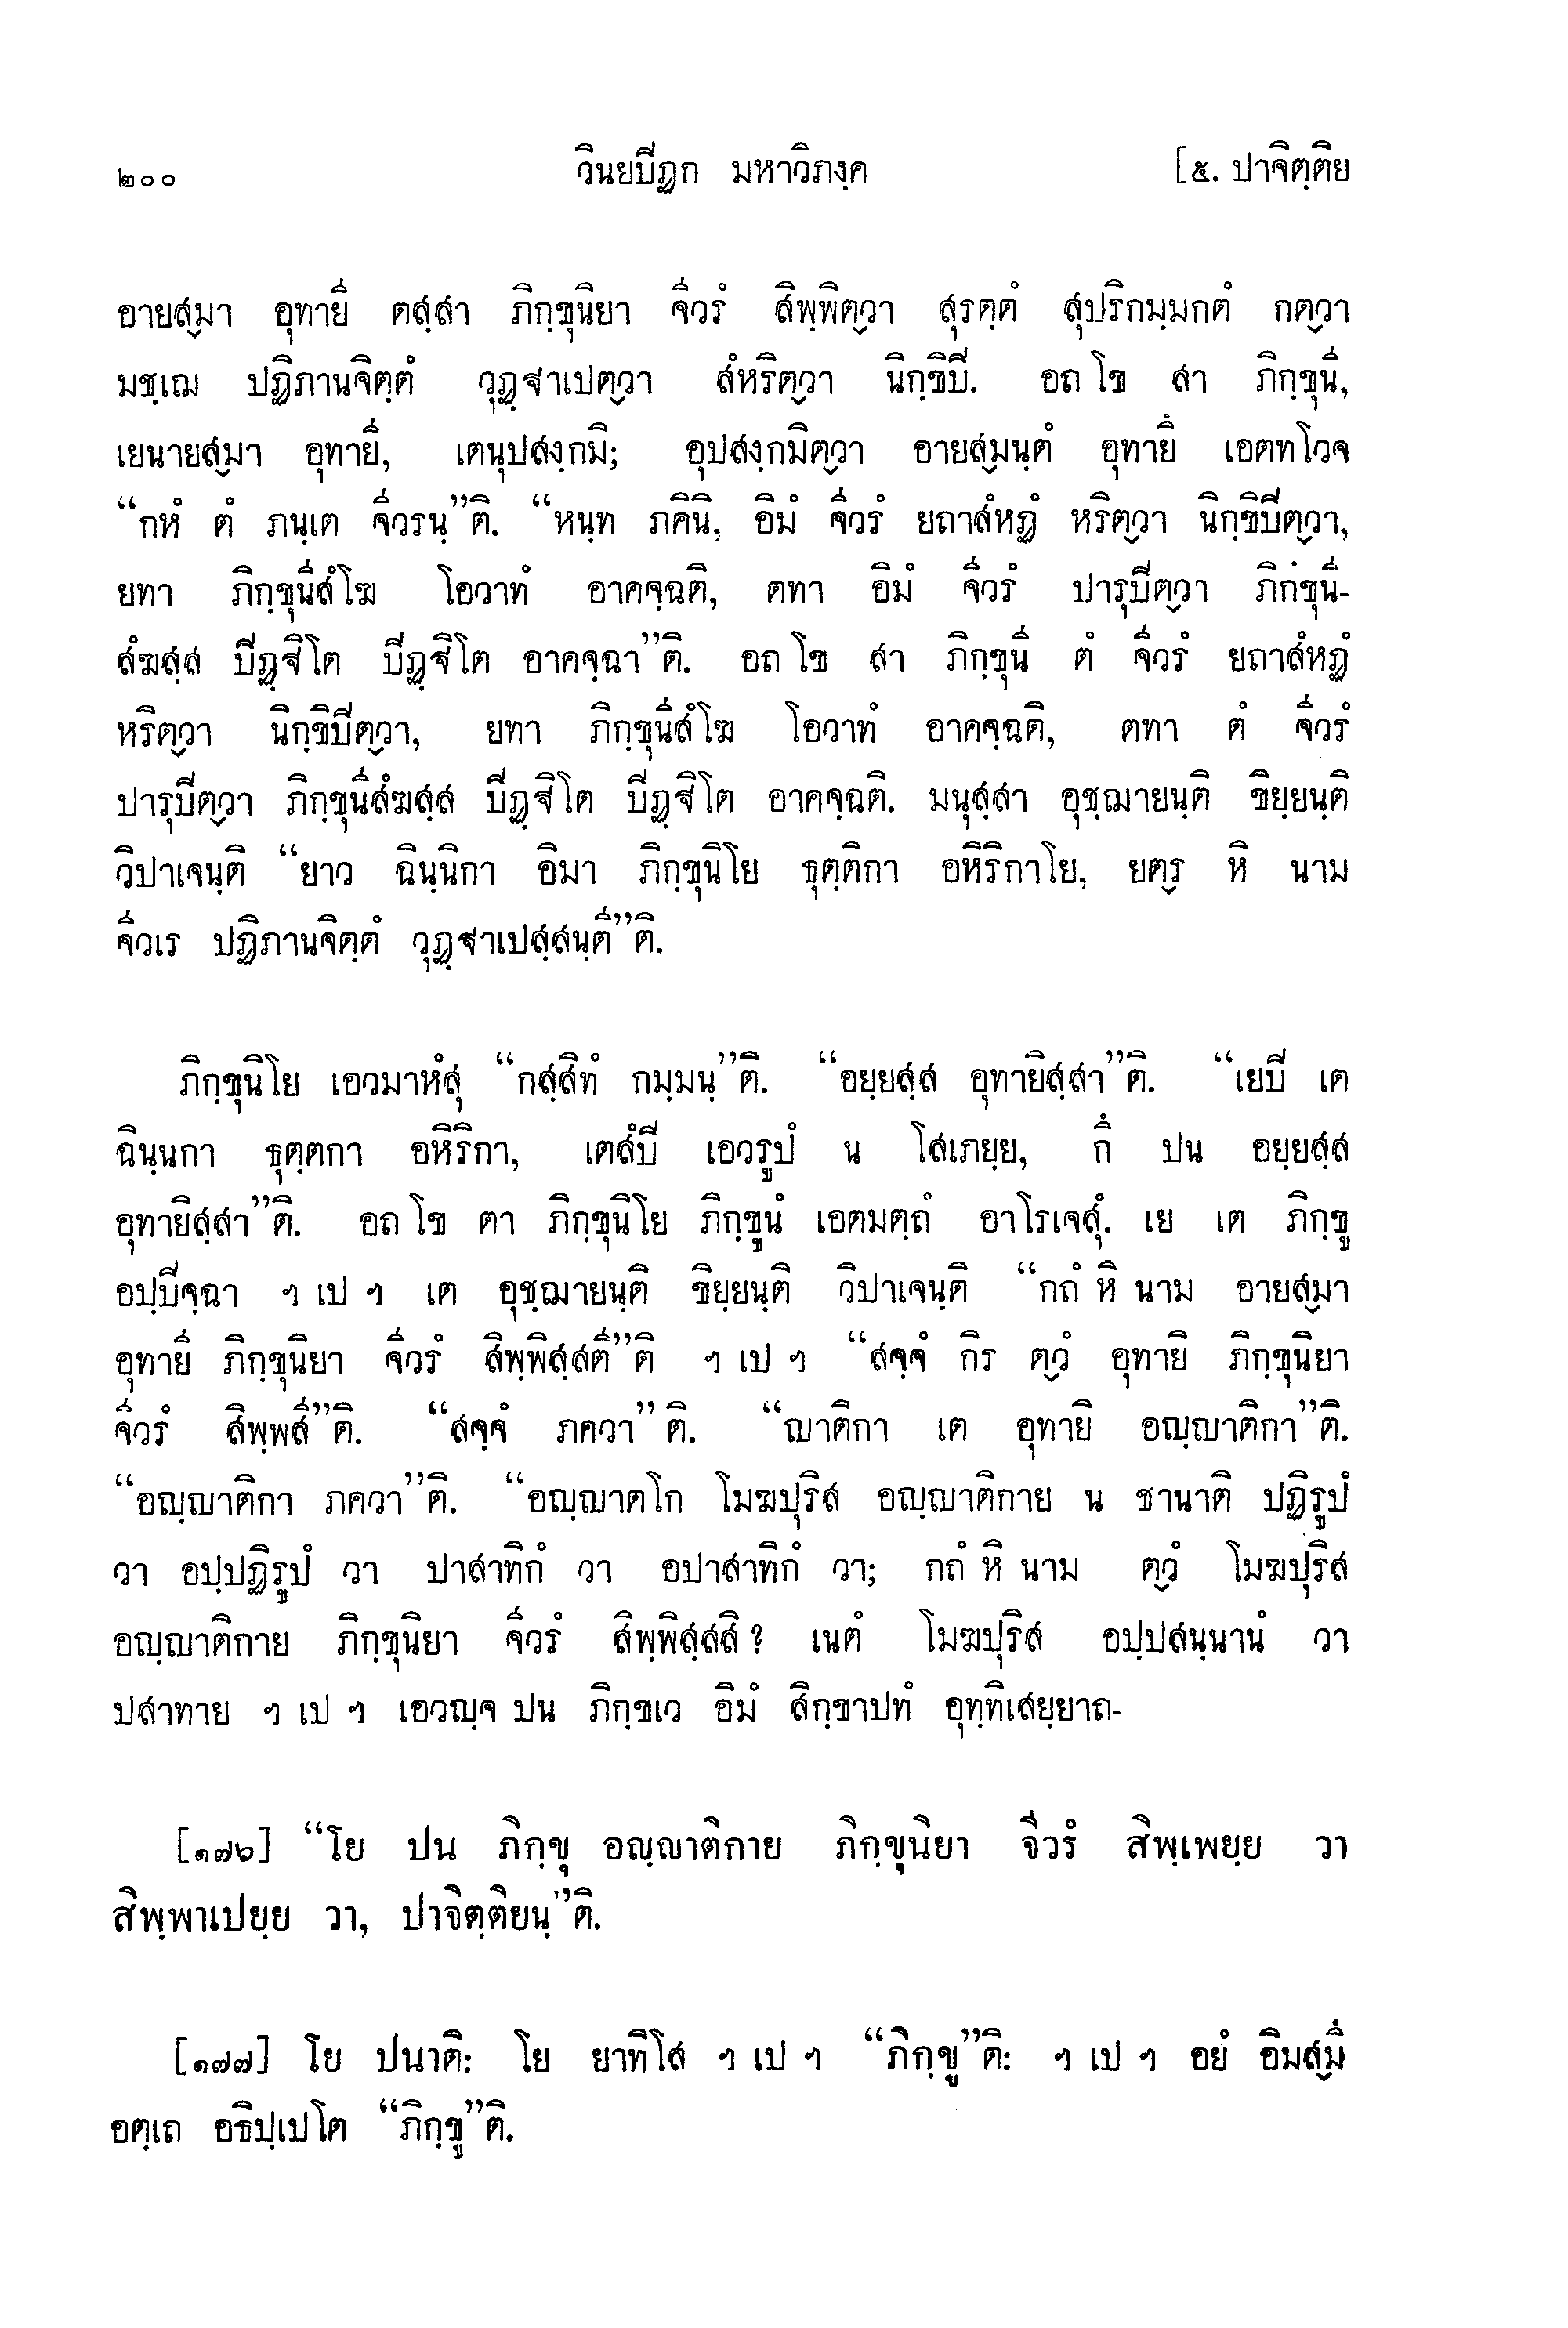 ๒๐๐ วินยปิฏก มหาวิภงฺค [๕. ปาจิตฺติย
อายสฺมา อุทายี ตสฺสา ภิกฺขุนิยา จีวรํ สิพฺพิตฺวา สุรตฺตํ สุปริกมฺมกตํ กตฺวา
มชฺเฌ ปฏิภานจิตฺตํ วุฏฺฐาเปตฺวา สํหริตฺวา นิกฺขิปิ. อถโข สา ภิกฺขุนี,
เยนายสฺมา อุทายี, เตนุปสงฺกมิ; อุปสงฺกมิตฺวา อายสฺมนฺตํ อุทายึ เอตทโวจ
“กหํ ตํ ภนฺเต จีวรนฺ”ติ. “หนฺท ภคินิ, อิมํ จีวรํ ยถาสํหฏํ หริตฺวา นิกฺขิปิตฺวา,
ยทา ภิกฺขุนีสํโฆ โอวาทํ อาคจฺฉติ, ตทา อิมํ จีวรํ ปารุปิตฺวา ภิกฺขุนี-
สํฆสฺส ปิฏฺฐิโต ปิฏฺฐิโต อาคจฺฉา”ติ. อถโข สา ภิกฺขุนี ตํ จีวรํ ยถาสํหฏํ
หริตฺวา นิกฺขิปิตฺวา, ยทา ภิกฺขุนีสํโฆ โอวาทํ อาคจฺฉติ, ตทา ตํ จีวรํ
ปารุปิตฺวา ภิกฺขุนีสํฆสฺส ปิฏฺฐิโต ปิฏฺฐิโต อาคจฺฉติ. มนุสฺสา อุชฺฌายนฺติ ขิยฺยนฺติ
วิปาเจนฺติ “ยาว ฉินฺนิกา อิมา ภิกฺขุนิโย ธุตฺติกา อหิริกาโย, ยตฺร หิ นาม
จีวเร ปฏิภานจิตฺตํ วุฏฺฐาเปสฺสนฺตี”ติ.
ภิกฺขุนิโย เอวมาหํสุ “กสฺสิทํ กมฺมนฺ”ติ. “อยฺยสฺส อุทายิสฺสา”ติ. “เยปิ เต
ฉินฺนกา ธุตฺตกา อหิริกา, เตสํปิ เอวรูปํ น โสเภยฺย, กึ ปน อยฺยสฺส
อุทายิสฺสา”ติ. อถโข ตา ภิกฺขุนิโย ภิกฺขูนํ เอตมตฺถํ อาโรเจสุํ. เย เต ภิกฺขู
อปฺปิจฺฉา ฯ เป ฯ เต อุชฺฌายนฺติ ขิยฺยนฺติ วิปาเจนฺติ “กถํ หิ นาม อายสฺมา
อุทายี ภิกฺขุนิยา จีวรํ สิพฺพิสฺสตี”ติ ฯ เป ฯ “สจฺจํ กิร ตฺวํ อุทายิ ภิกฺขุนิยา
จีวรํ สิพฺพสี”ติ. “สจฺจํ ภควา”ติ. “ญาติกา เต อุทายิ อญฺญาติกา”ติ.
“อญฺญาติกา ภควา”ติ. “อญฺญาตโก โมฆปุริส อญฺญาติกาย น ชานาติ ปฏิรูปํ
วา อปฺปฏิรูปํ วา ปาสาทิกํ วา อปาสาทิกํ วา; กถํ หิ นาม ตฺวํ โมฆปุริส
อญฺญาติกาย ภิกฺขุนิยา จีวรํ สิพฺพิสฺสสิ? เนตํ โมฆปุริส อปฺปสนฺนานํ วา
ปสาทาย ฯ เป ฯ เอวญฺจ ปน ภิกฺขเว อิมํ สิกฺขาปทํ อุทฺทิเสยฺยาถ-
[๑๗๖] “โย ปน ภิกฺขุ อญฺญาติกาย ภิกฺขุนิยา จีวรํ สิพฺเพยฺย วา
สิพฺพาเปยฺย วา, ปาจิตฺติยนฺ”ติ.
[๑๗๗] โย ปนาติ: โย ยาทิโส ฯ เป ฯ “ภิกฺขู”ติ: ฯ เป ฯ อยํ อิมสฺมึ
อตฺเถ อธิปฺเปโต “ภิกฺขู”ติ.